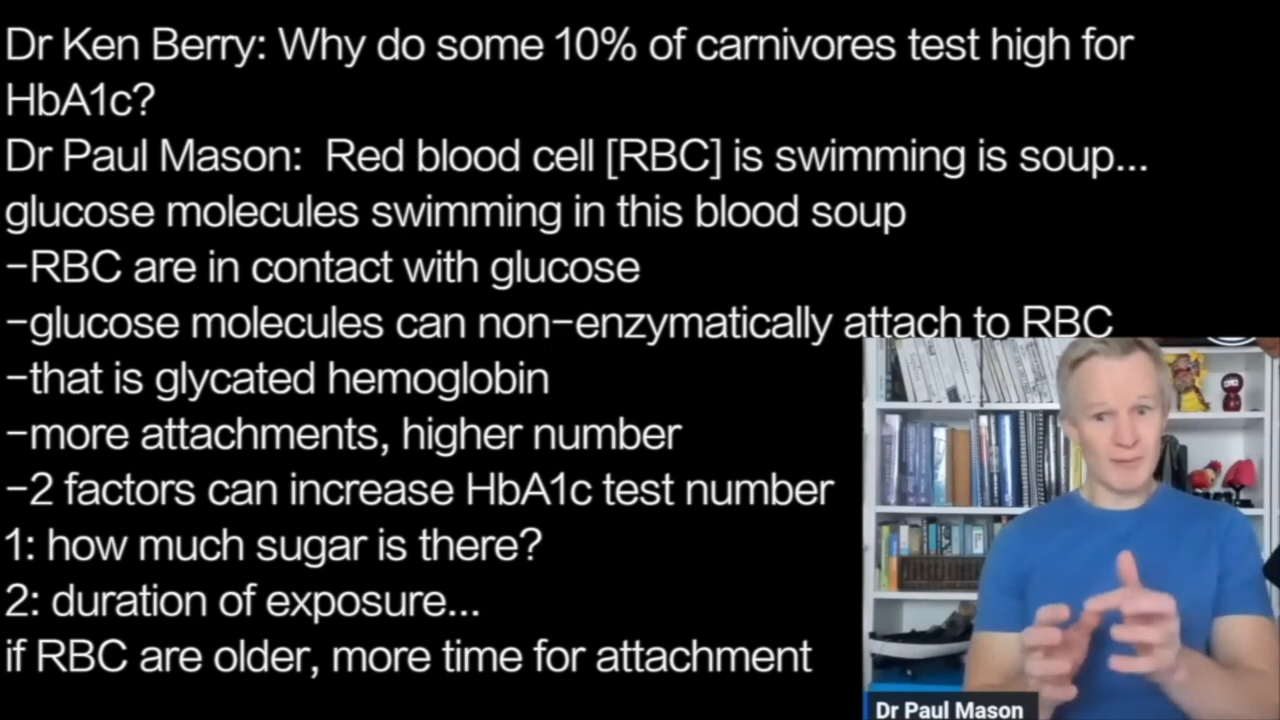 Dr Ken Berry: Why do some 10% of carnivores test high for
HbA1c?
Dr Paul Mason:  Red blood cell [RBC] is swimming is soup...
glucose molecules swimming in this blood soup
-RBC are in contact with glucose
-glucose molecules can non-enzymatically attach to RBC
-that is glycated hemoglobin
-more attachments, higher number
-2 factors can increase HbA1c test number
1: how much sugar is there?
2: duration of exposure...
if RBC are older, more time for attachment
Dr Paul Mason